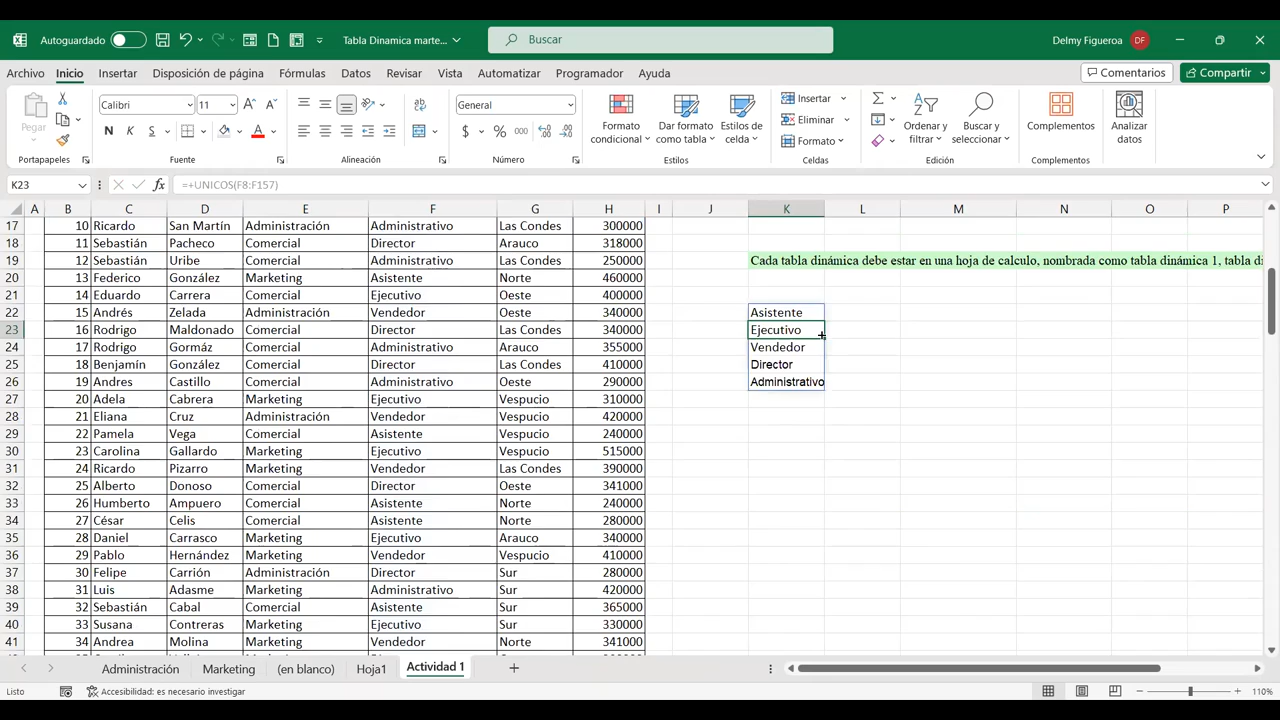 Autoguardado
Tabla Dinamica marte...
Buscar
Delmy Figueroa
DF
Archivo Inicio Insertar Disposición de página Fórmulas Datos Revisar Vista Automatizar Programador Ayuda
Comentarios
Compartir
Pegar
Portapapeles
Calibri 11
N K S
Fuente
Alineación
General
$ % 000
Número
Formato condicional
Dar formato como tabla
Estilos de celda
Estilos
Insertar
Eliminar
Formato
Celdas
Ordenar y filtrar
Buscar y seleccionar
Edición
Complementos
Complementos
Analizar datos
K23
fx
=+UNICOS(F8:F157)
A B C D E F G H I J K L M N O P
17 10 Ricardo San Martín Administración Administrativo Las Condes 300000
18 11 Sebastián Pacheco Comercial Director Arauco 318000
19 12 Sebastián Uribe Comercial Administrativo Las Condes 250000 Cada tabla dinámica debe estar en una hoja de calculo, nombrada como tabla dinámica 1, tabla di
20 13 Federico González Marketing Asistente Norte 460000
21 14 Eduardo Carrera Comercial Ejecutivo Oeste 400000
22 15 Andrés Zelada Administración Vendedor Oeste 340000 Asistente
23 16 Rodrigo Maldonado Comercial Director Las Condes 340000 Ejecutivo
24 17 Rodrigo Gormáz Comercial Administrativo Arauco 355000 Vendedor
25 18 Benjamín González Comercial Director Las Condes 410000 Director
26 19 Andres Castillo Comercial Administrativo Oeste 290000 Administrativo
27 20 Adela Cabrera Marketing Ejecutivo Vespucio 310000
28 21 Eliana Cruz Administración Vendedor Vespucio 420000
29 22 Pamela Vega Comercial Asistente Vespucio 240000
30 23 Carolina Gallardo Marketing Ejecutivo Vespucio 515000
31 24 Ricardo Pizarro Marketing Vendedor Las Condes 390000
32 25 Alberto Donoso Comercial Director Oeste 341000
33 26 Humberto Ampuero Comercial Asistente Norte 240000
34 27 César Celis Comercial Asistente Norte 280000
35 28 Daniel Carrasco Marketing Ejecutivo Arauco 340000
36 29 Pablo Hernández Marketing Vendedor Vespucio 410000
37 30 Felipe Carrión Administración Director Sur 280000
38 31 Luis Adasme Marketing Administrativo Sur 420000
39 32 Sebastián Cabal Comercial Asistente Sur 365000
40 33 Susana Contreras Marketing Ejecutivo Sur 330000
41 34 Andrea Molina Marketing Vendedor Norte 341000
Administración Marketing (en blanco) Hoja1 Actividad 1
Listo
Accesibilidad: es necesario investigar
110%